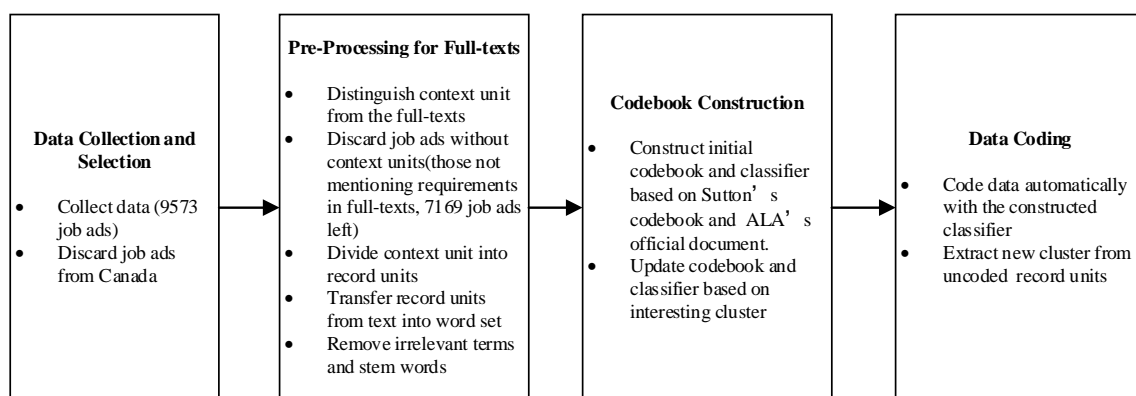 Data Collection and
Selection
• Collect data (9573
job ads)
• Discard job ads
from Canada
Pre-Processing for Full-texts
• Distinguish context unit
from the full-texts
• Discard job ads without
context units(those not
mentioning requirements
in full-texts, 7169 job ads
left)
• Divide context unit into
record units
• Transfer record units
from text into word set
• Remove irrelevant terms
and stem words
Codebook Construction
• Construct initial
codebook and classifier
based on Sutton’s
codebook and ALA’s
official document.
• Update codebook and
classifier based on
interesting cluster
Data Coding
• Code data automatically
with the constructed
classifier
• Extract new cluster from
uncoded record units